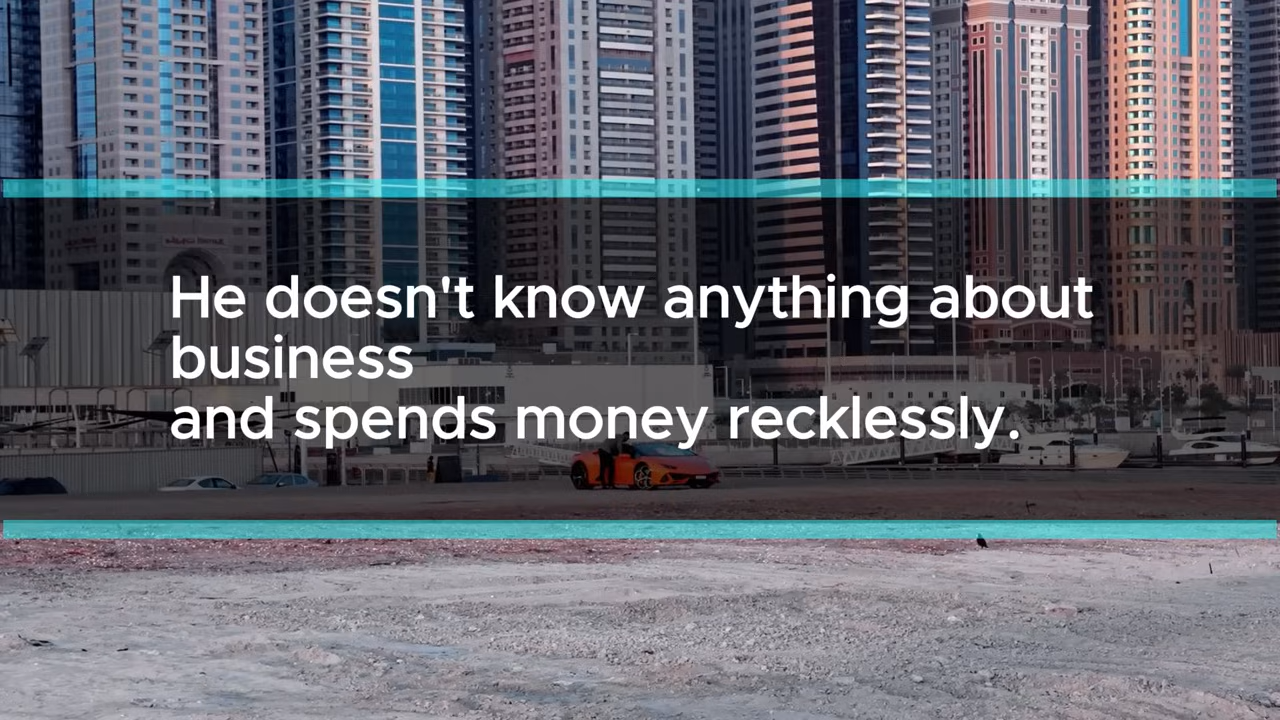 He doesn't know anything about
business
and spends money recklessly.